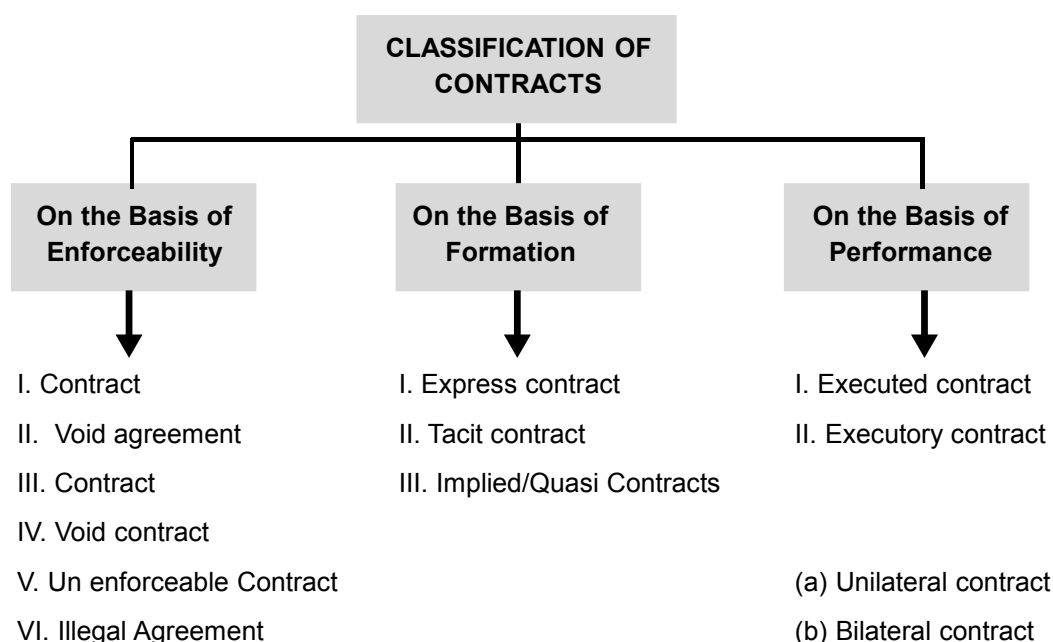 CLASSIFICATION OF
CONTRACTS
On the Basis of
Enforceability
I. Contract
II. Void agreement
III. Contract
IV. Void contract
V. Un enforceable Contract
VI. Illegal Agreement
On the Basis of
Formation
I. Express contract
II. Tacit contract
III. Implied/Quasi Contracts
On the Basis of
Performance
I. Executed contract
II. Executory contract
(a) Unilateral contract
(b) Bilateral contract